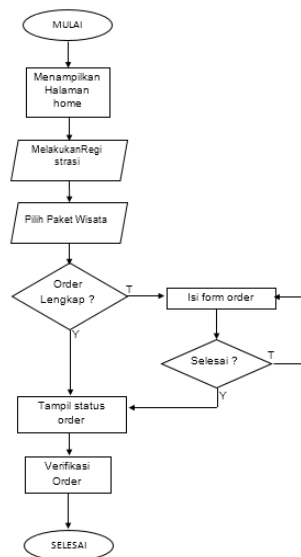 MULAI
Menampilkan
Halaman
home
MelakukanRegi
strasi
Pilih Paket Wisata
Order
Lengkap ?
T
Isi form order
Y
Selesai ?
T
Y
Tampil status
order
Verifikasi
Order
SELESAI